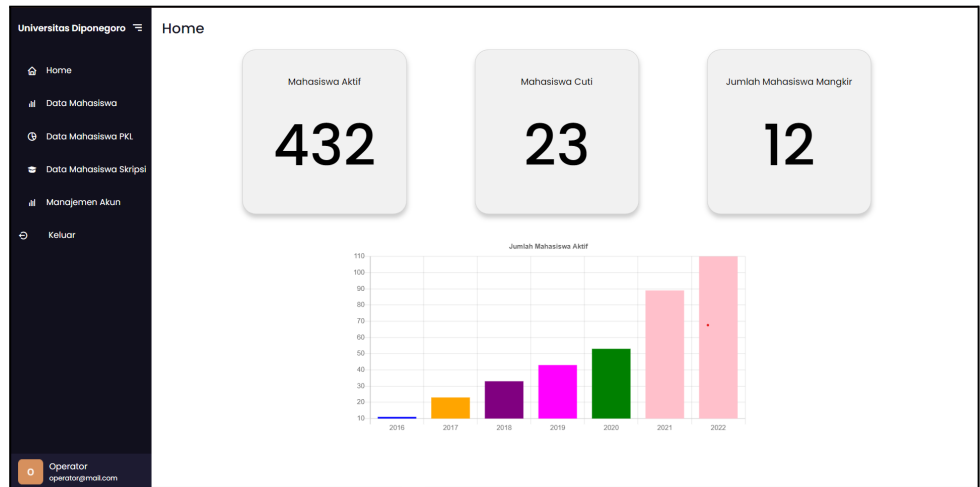 Universitas Diponegoro
Home
Data Mahasiswa
Data Mahasiswa PKL
Data Mahasiswa Skripsi
Manajemen Akun
Keluar
O
Operator
operator@mail.com
Home
Mahasiswa Aktif
432
Mahasiswa Cuti
23
Jumlah Mahasiswa Mangkir
12
Jumlah Mahasiswa Aktif
110
100
90
80
70
60
50
40
30
20
10
2016 2017 2018 2019 2020 2021 2022